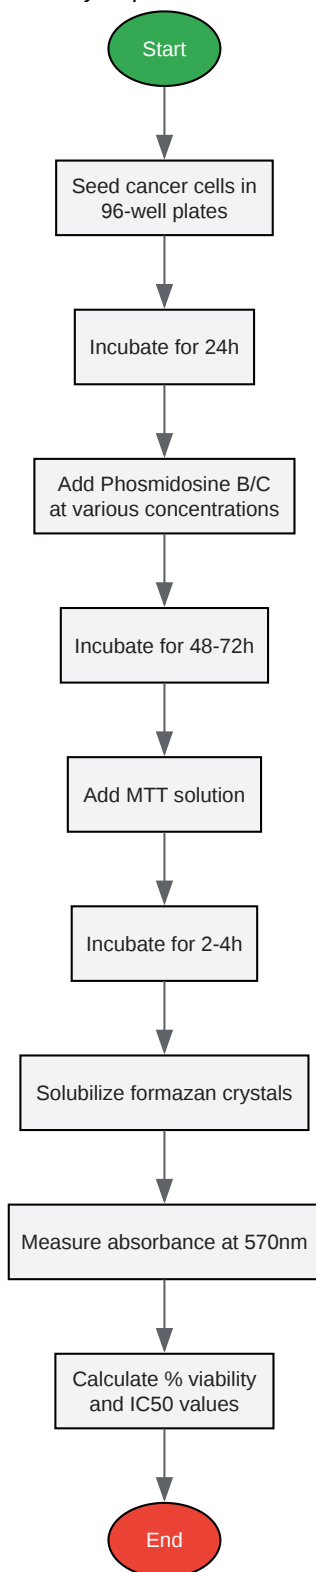 Start
Seed cancer cells in
96-well plates
Incubate for 24h
Add Phosmidosine B/C
at various concentrations
Incubate for 48-72h
Add MTT solution
Incubate for 2-4h
Solubilize formazan crystals
Measure absorbance at 570nm
Calculate % viability
and IC50 values
End